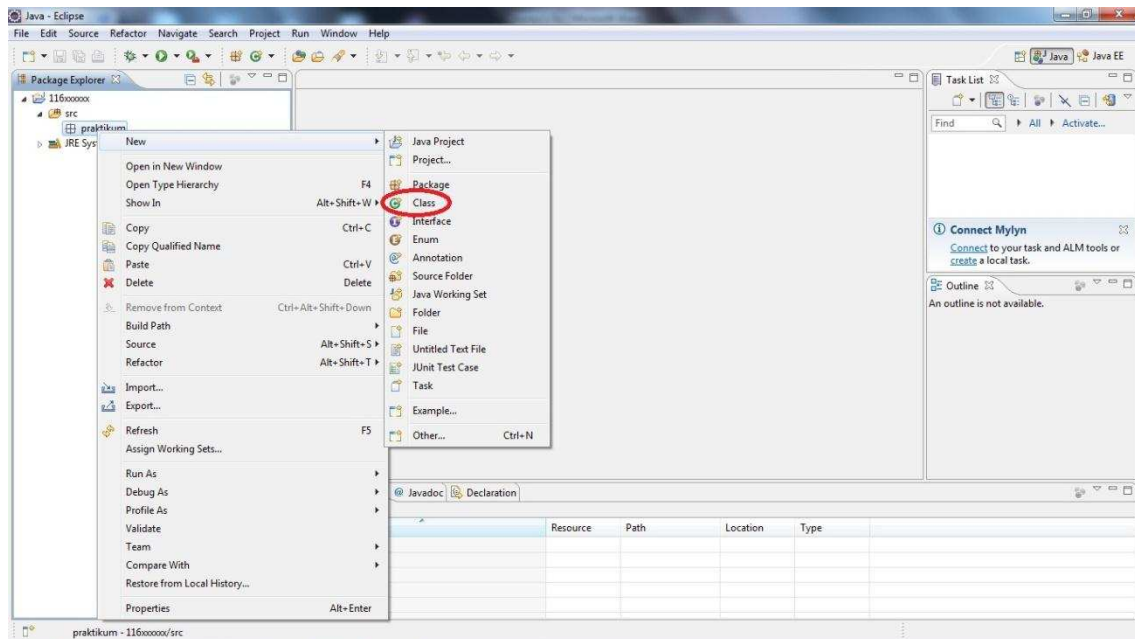 Java - Eclipse
File Edit Source Refactor Navigate Search Project Run Window Help
Java Java EE
Package Explorer
116xxxxxx
src
praktikum
JRE Sys
New
Open in New Window
Open Type Hierarchy F4
Show In Alt+Shift+W
Copy Ctrl+C
Copy Qualified Name
Paste Ctrl+V
Delete Delete
Remove from Context Ctrl+Alt+Shift+Down
Build Path
Source Alt+Shift+S
Refactor Alt+Shift+T
Import...
Export...
Refresh F5
Assign Working Sets...
Run As
Debug As
Profile As
Validate
Team
Compare With
Restore from Local History...
Properties Alt+Enter
Java Project
Project...
Package
Class
Interface
Enum
Annotation
Source Folder
Java Working Set
Folder
File
Untitled Text File
JUnit Test Case
Task
Example...
Other... Ctrl+N
Task List
Find All Activate...
Connect Mylyn
Connect to your task and ALM tools or
create a local task.
Outline
An outline is not available.
Javadoc Declaration
Resource Path Location Type
praktikum - 116xxxxxx/src